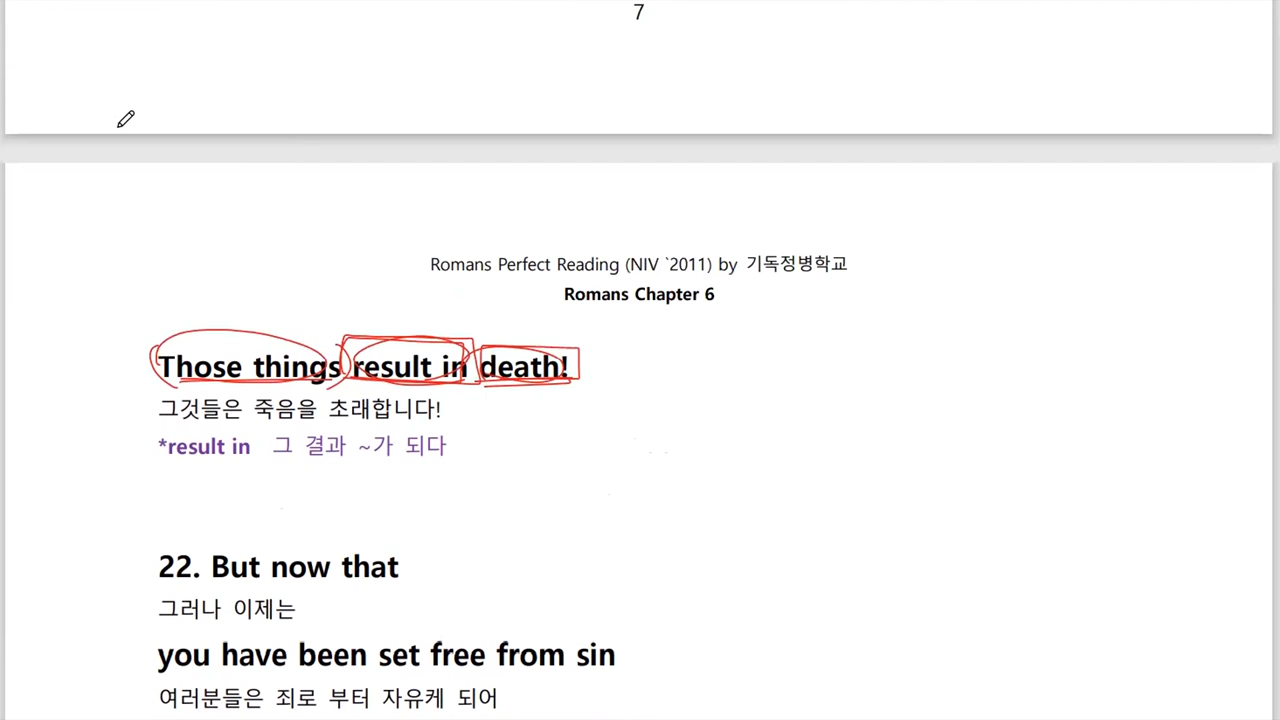 7
Romans Perfect Reading (NIV `2011) by 기독정병학교
Romans Chapter 6
Those things result in death!
그것들은 죽음을 초래합니다!
*result in 그 결과 ~가 되다
22. But now that
그러나 이제는
you have been set free from sin
여러분들은 죄로 부터 자유케 되어